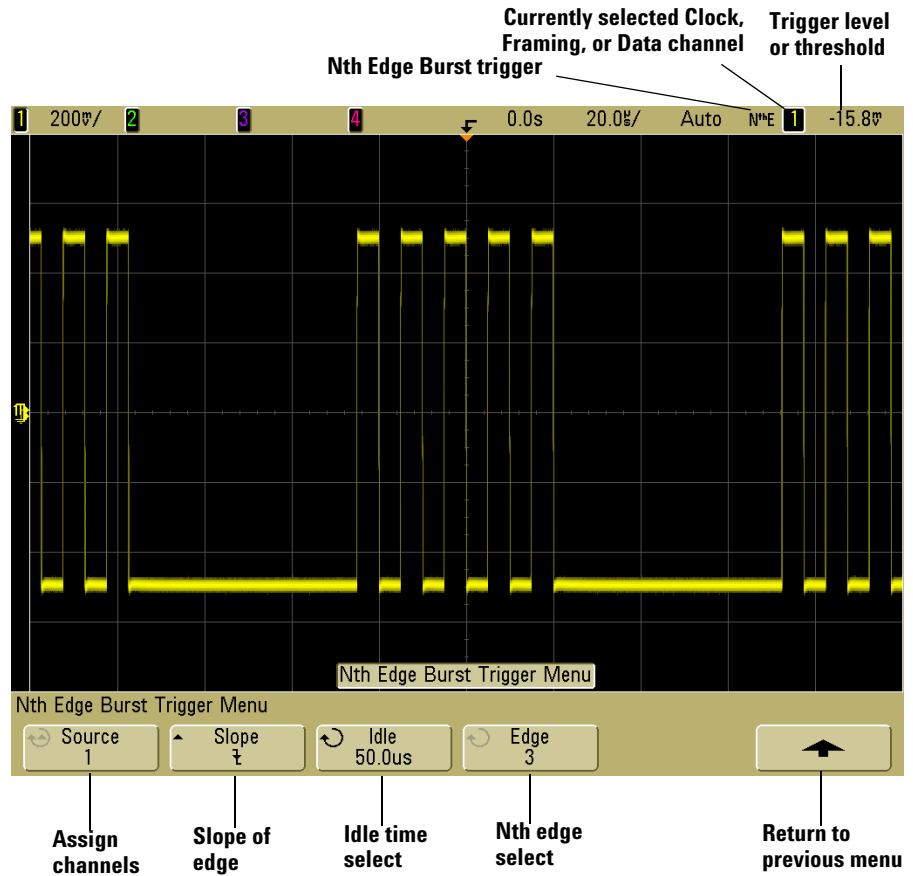 Currently selected Clock,
Framing, or Data channel
Trigger level
or threshold
Nth Edge Burst trigger
1 200mV/ 2 3 4 0.0s 20.0us/ Auto NthE 1 -15.8mV
1
Nth Edge Burst Trigger Menu
Nth Edge Burst Trigger Menu
Source
1
Slope
Idle
50.0us
Edge
3
Assign
channels
Slope of
edge
Idle time
select
Nth edge
select
Return to
previous menu